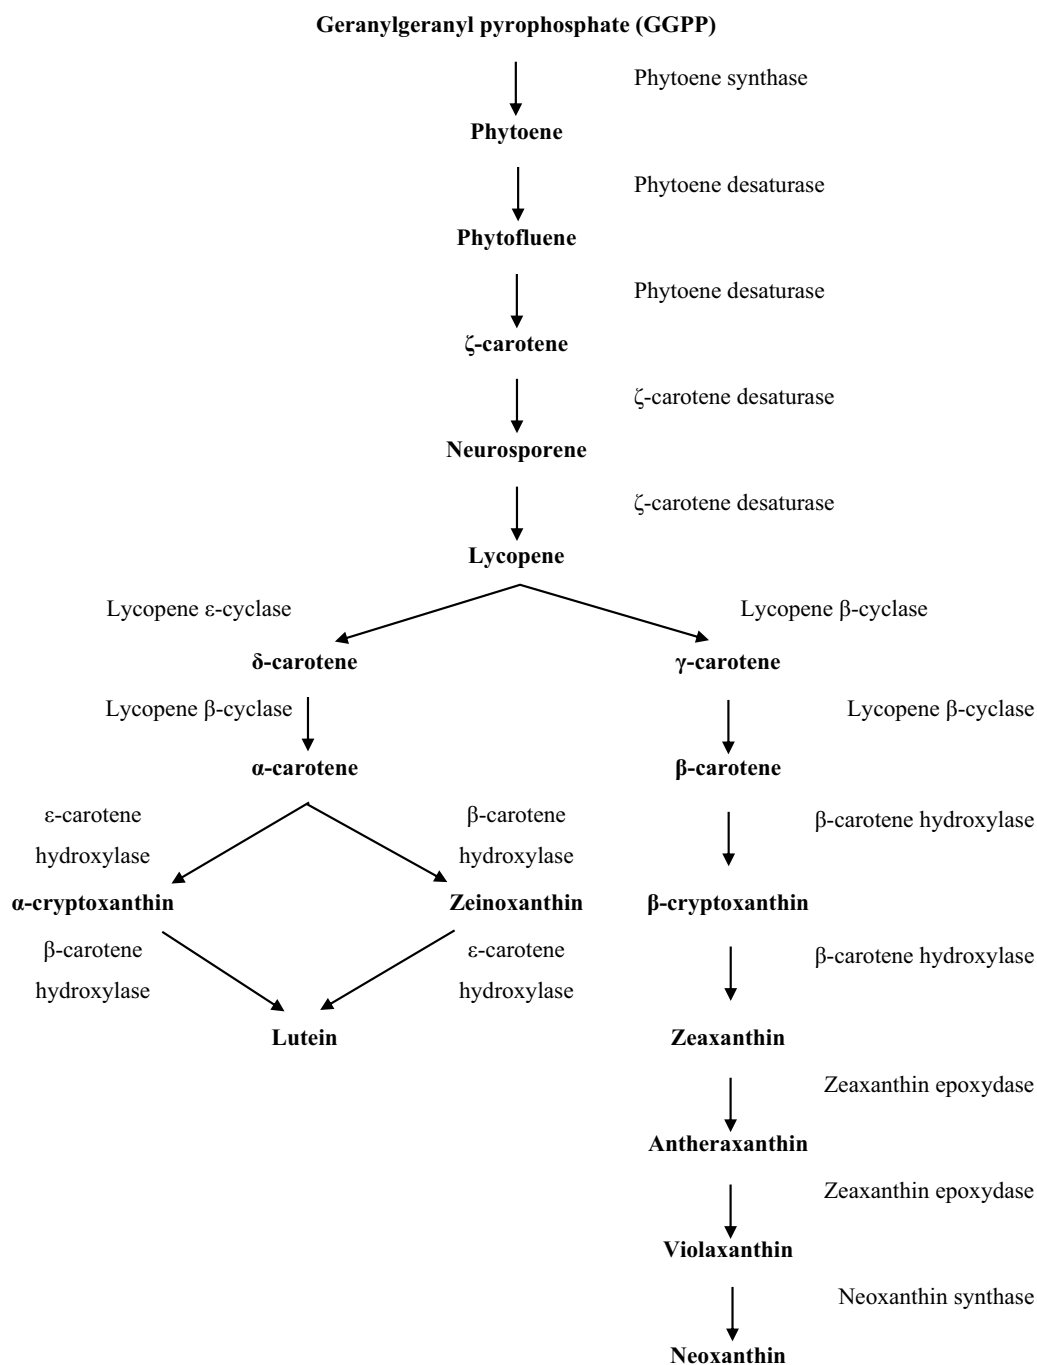 Geranylgeranyl pyrophosphate (GGPP)
Phytoene synthase
Phytoene
Phytoene desaturase
Phytofluene
Phytoene desaturase
ζ-carotene
ζ-carotene desaturase
Neurosporene
ζ-carotene desaturase
Lycopene
Lycopene ε-cyclase
Lycopene β-cyclase
δ-carotene
γ-carotene
Lycopene β-cyclase
Lycopene β-cyclase
α-carotene
β-carotene
ε-carotene
hydroxylase
β-carotene
hydroxylase
β-carotene hydroxylase
α-cryptoxanthin
Zeinoxanthin
β-cryptoxanthin
β-carotene
hydroxylase
ε-carotene
hydroxylase
β-carotene hydroxylase
Lutein
Zeaxanthin
Zeaxanthin epoxydase
Antheraxanthin
Zeaxanthin epoxydase
Violaxanthin
Neoxanthin synthase
Neoxanthin